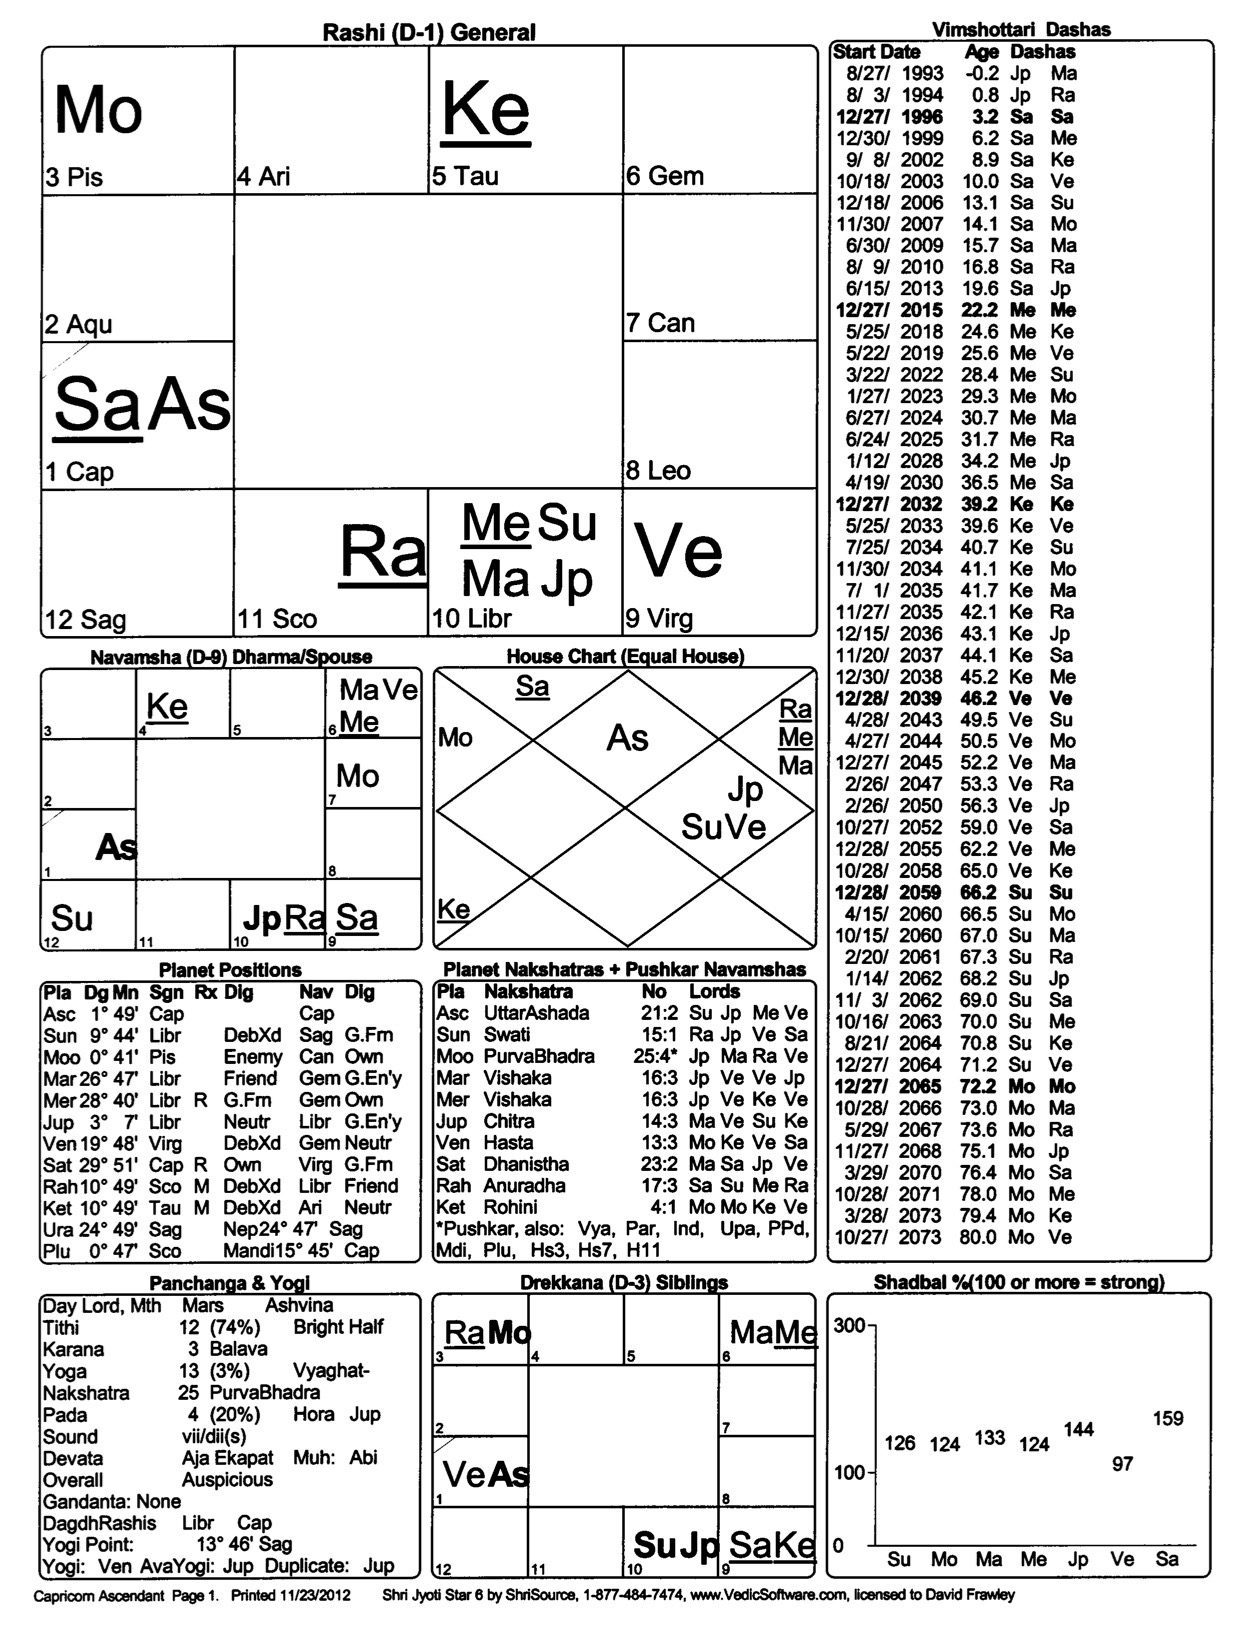 Rashi (D-1) General
Mo
Ke
3 Pis
4 Ari
5 Tau
6 Gem
2 Aqu
7 Can
Sa As
1 Cap
8 Leo
Ra
Me Su
Ma Jp
Ve
12 Sag
11 Sco
10 Libr
9 Virg
Vimshottari Dashas
Start Date Age Dashas
8/27/ 1993 -0.2 Jp Ma
8/ 3/ 1994 0.8 Jp Ra
12/27/ 1996 3.2 Sa Sa
12/30/ 1999 6.2 Sa Me
9/ 8/ 2002 8.9 Sa Ke
10/18/ 2003 10.0 Sa Ve
12/18/ 2006 13.1 Sa Su
11/30/ 2007 14.1 Sa Mo
6/30/ 2009 15.7 Sa Ma
8/ 9/ 2010 16.8 Sa Ra
6/15/ 2013 19.6 Sa Jp
12/27/ 2015 22.2 Me Me
5/25/ 2018 24.6 Me Ke
5/22/ 2019 25.6 Me Ve
3/22/ 2022 28.4 Me Su
1/27/ 2023 29.3 Me Mo
6/27/ 2024 30.7 Me Ma
6/24/ 2025 31.7 Me Ra
1/12/ 2028 34.2 Me Jp
4/19/ 2030 36.5 Me Sa
12/27/ 2032 39.2 Ke Ke
5/25/ 2033 39.6 Ke Ve
7/25/ 2034 40.7 Ke Su
11/30/ 2034 41.1 Ke Mo
7/ 1/ 2035 41.7 Ke Ma
11/27/ 2035 42.1 Ke Ra
12/15/ 2036 43.1 Ke Jp
11/20/ 2037 44.1 Ke Sa
12/30/ 2038 45.2 Ke Me
12/28/ 2039 46.2 Ve Ve
4/28/ 2043 49.5 Ve Su
4/27/ 2044 50.5 Ve Mo
12/27/ 2045 52.2 Ve Ma
2/26/ 2047 53.3 Ve Ra
2/26/ 2050 56.3 Ve Jp
10/27/ 2052 59.0 Ve Sa
12/28/ 2055 62.2 Ve Me
10/28/ 2058 65.0 Ve Ke
12/28/ 2059 66.2 Su Su
4/15/ 2060 66.5 Su Mo
10/15/ 2060 67.0 Su Ma
2/20/ 2061 67.3 Su Ra
1/14/ 2062 68.2 Su Jp
11/ 3/ 2062 69.0 Su Sa
10/16/ 2063 70.0 Su Me
8/21/ 2064 70.8 Su Ke
12/27/ 2064 71.2 Su Ve
12/27/ 2065 72.2 Mo Mo
10/28/ 2066 73.0 Mo Ma
5/29/ 2067 73.6 Mo Ra
11/27/ 2068 75.1 Mo Jp
3/29/ 2070 76.4 Mo Sa
10/28/ 2071 78.0 Mo Me
3/28/ 2073 79.4 Mo Ke
10/27/ 2073 80.0 Mo Ve
Navamsha (D-9) Dharma/Spouse
Ke
Ma Ve
Me
3
4
5
6
Mo
2
7
As
1
8
Su
Jp Ra
Sa
12
11
10
9
House Chart (Equal House)
Sa
Ra
Mo
As
Me
Ma
Jp
Su Ve
Ke
Planet Positions
Pla Dg Mn Sgn Rx Dig Nav Dig
Asc 1° 49' Cap Cap
Sun 9° 44' Libr DebXd Sag G.Fm
Moo 0° 41' Pis Enemy Can Own
Mar 26° 47' Libr Friend Gem G.En'y
Mer 28° 40' Libr R G.Fm Gem Own
Jup 3° 7' Libr Neutr Libr G.En'y
Ven 19° 48' Virg DebXd Gem Neutr
Sat 29° 51' Cap R Own Virg G.Fm
Rah 10° 49' Sco M DebXd Libr Friend
Ket 10° 49' Tau M DebXd Ari Neutr
Ura 24° 49' Sag Nep 24° 47' Sag
Plu 0° 47' Sco Mandi 15° 45' Cap
Planet Nakshatras + Pushkar Navamshas
Pla Nakshatra No Lords
Asc UttarAshada 21:2 Su Jp Me Ve
Sun Swati 15:1 Ra Jp Ve Sa
Moo PurvaBhadra 25:4* Jp Ma Ra Ve
Mar Vishaka 16:3 Jp Ve Ve Jp
Mer Vishaka 16:3 Jp Ve Ke Ve
Jup Chitra 14:3 Ma Ve Su Ke
Ven Hasta 13:3 Mo Ke Ve Sa
Sat Dhanistha 23:2 Ma Sa Jp Ve
Rah Anuradha 17:3 Sa Su Me Ra
Ket Rohini 4:1 Mo Mo Ke Ve
*Pushkar, also: Vya, Par, Ind, Upa, PPd,
Mdi, Plu, Hs3, Hs7, H11
Panchanga & Yogi
Day Lord, Mth Mars Ashvina
Tithi 12 (74%) Bright Half
Karana 3 Balava
Yoga 13 (3%) Vyaghat-
Nakshatra 25 PurvaBhadra
Pada 4 (20%) Hora Jup
Sound vii/dii(s)
Devata Aja Ekapat Muh: Abi
Overall Auspicious
Gandanta: None
DagdhRashis Libr Cap
Yogi Point: 13° 46' Sag
Yogi: Ven AvaYogi: Jup Duplicate: Jup
Drekkana (D-3) Siblings
Ra Mo
Ma Me
3
4
5
6
2
7
Ve As
1
8
Su Jp
Sa Ke
12
11
10
9
Shadbal %(100 or more = strong)
300
126 124 133 124 144 97 159
100
0
Su Mo Ma Me Jp Ve Sa
Capricorn Ascendant Page 1. Printed 11/23/2012 Shri Jyoti Star 6 by ShriSource, 1-877-484-7474, www.VedicSoftware.com, licensed to David Frawley